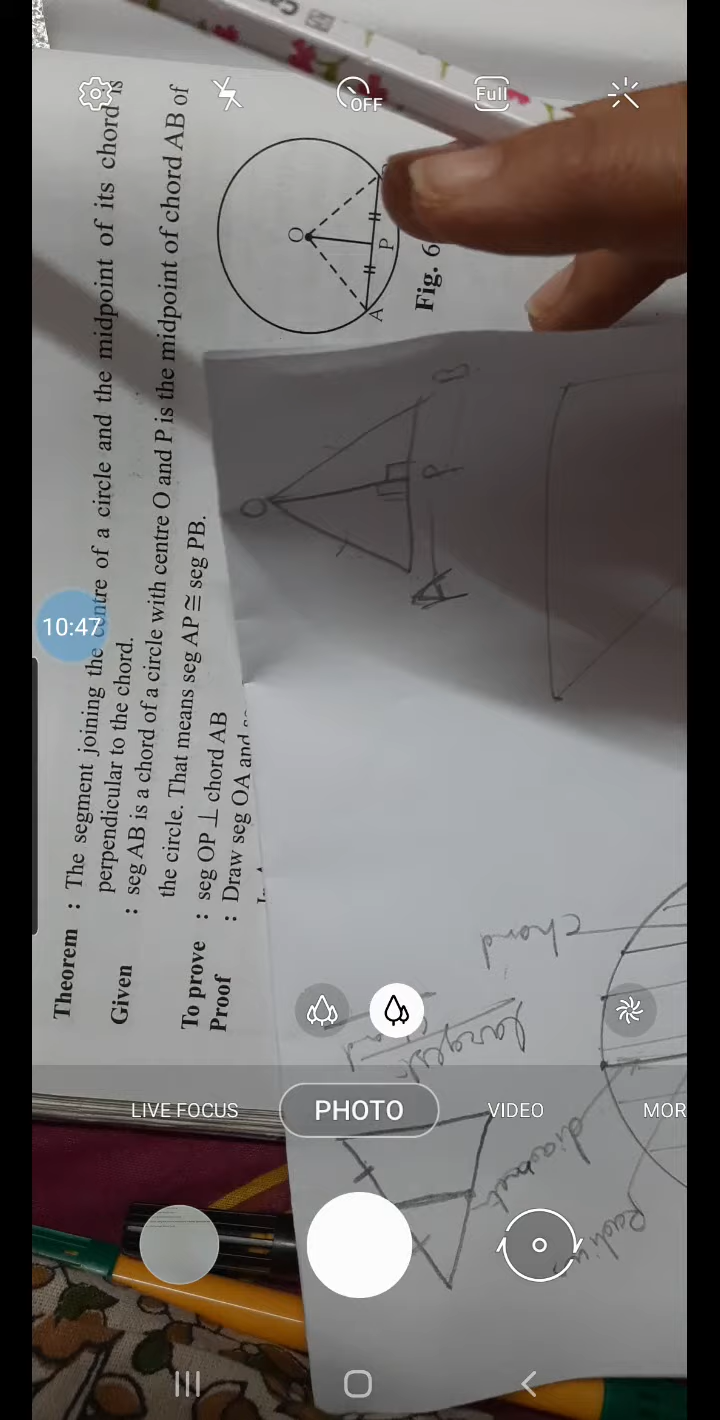 Theorem : The segment joining the centre of a circle and the midpoint of its chord is
perpendicular to the chord.
Given : seg AB is a chord of a circle with centre O and P is the midpoint of chord AB of
the circle. That means seg AP ≅ seg PB.
To prove : seg OP ⊥ chord AB
Proof : Draw seg OA and
O
A
P
Fig. 6
O
A
P
B
chord
largest
Radius
OFF
Full
10:47
LIVE FOCUS
PHOTO
VIDEO
MOR